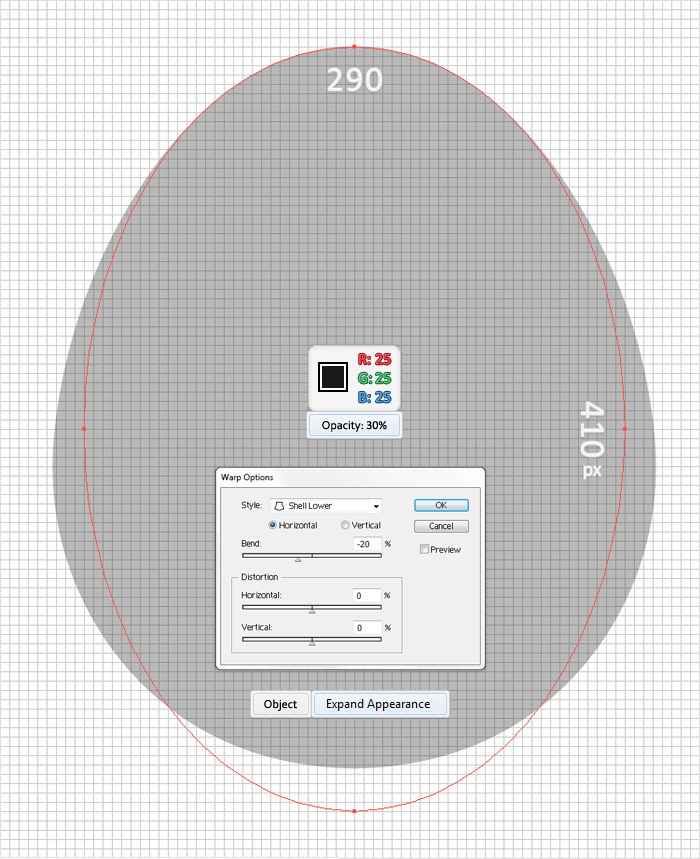 290
R: 25
G: 25
B: 25
Opacity: 30%
410
px
Warp Options
Style: Shell Lower
Horizontal Vertical
Bend: -20 %
Distortion
Horizontal: 0 %
Vertical: 0 %
OK
Cancel
Preview
Object Expand Appearance